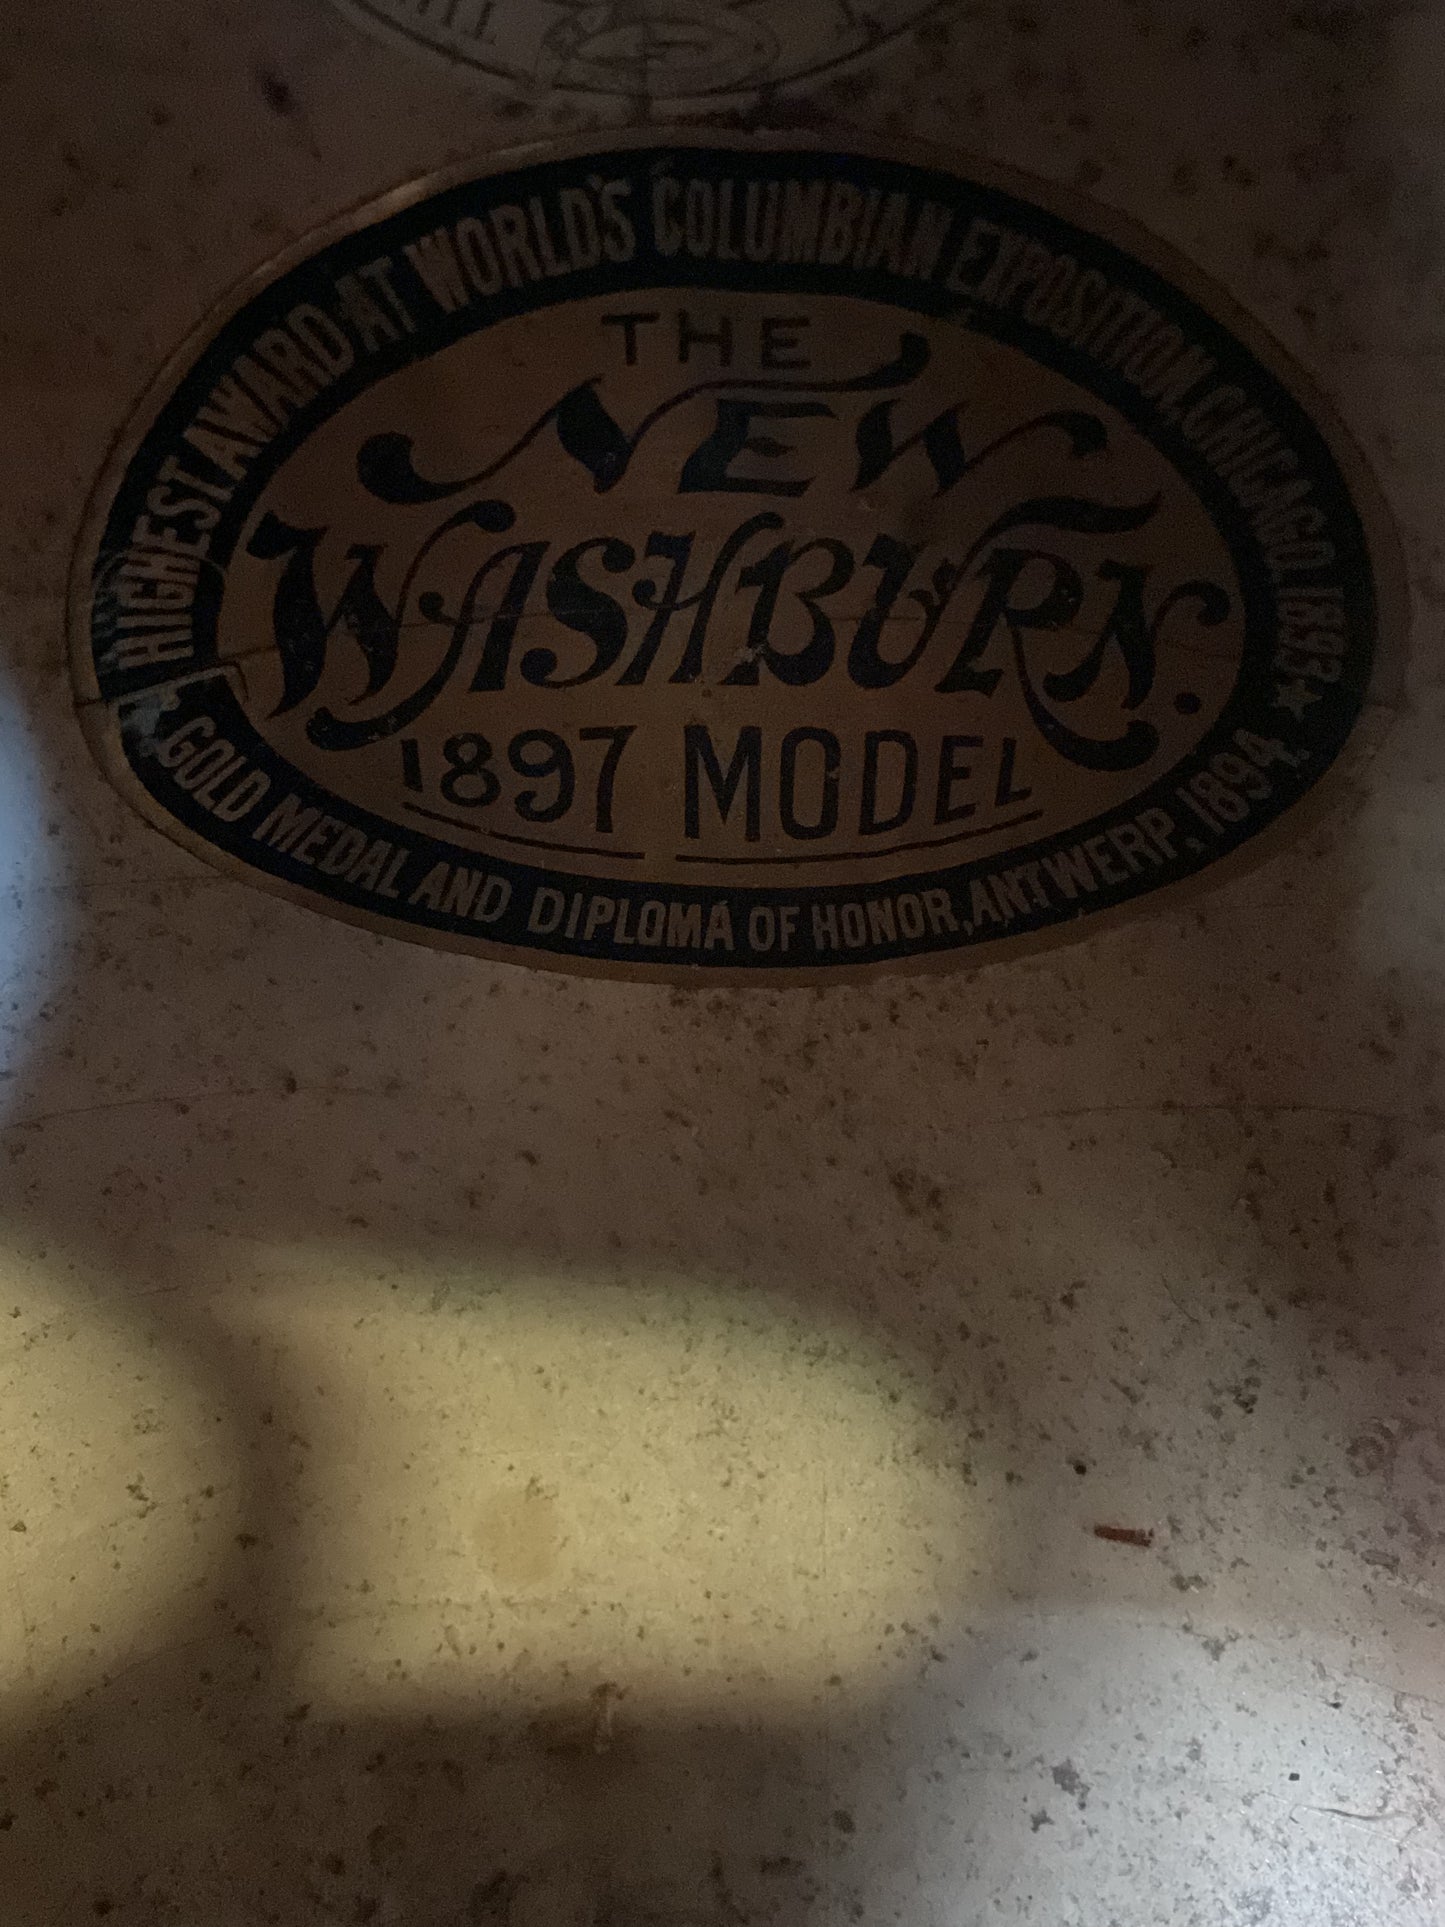 HIGHEST AWARD AT WORLD'S COLUMBIAN EXPOSITION, CHICAGO 1893 ★
THE
NEW
WASHBURN.
1897 MODEL
GOLD MEDAL AND DIPLOMA OF HONOR, ANTWERP, 1894.